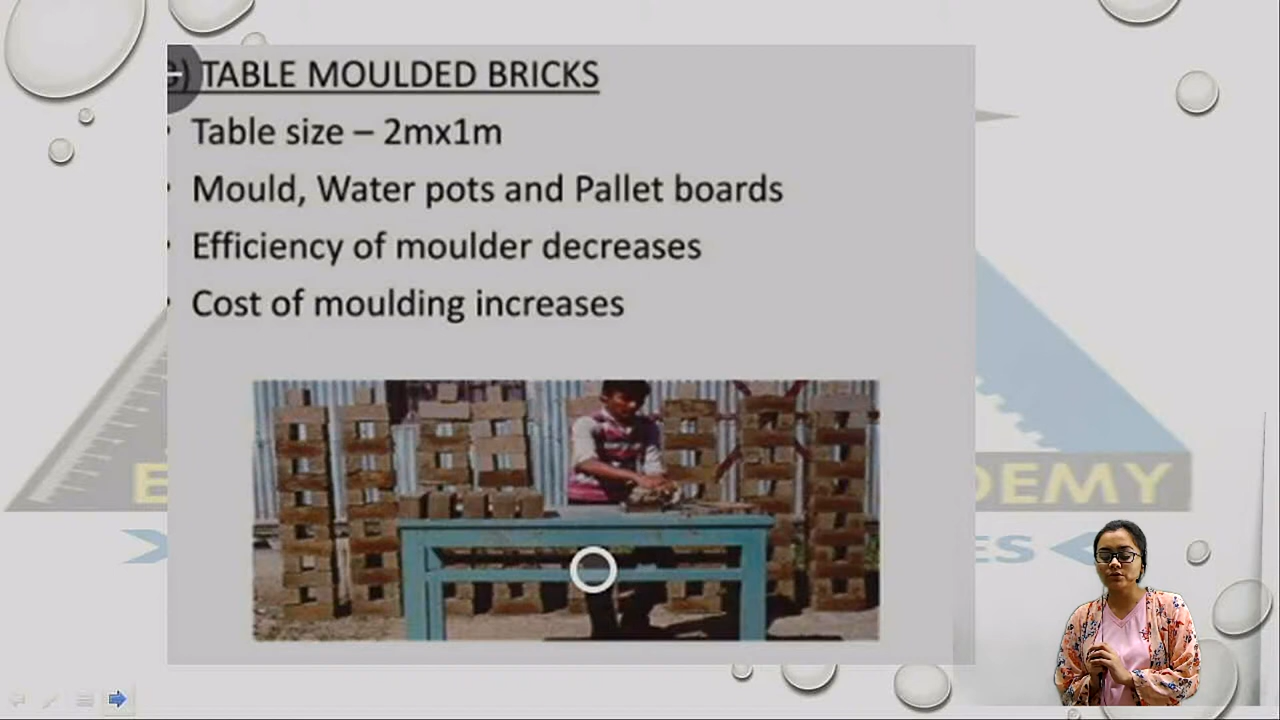 TABLE MOULDED BRICKS
• Table size – 2mx1m
• Mould, Water pots and Pallet boards
• Efficiency of moulder decreases
• Cost of moulding increases
E DEMY
ES